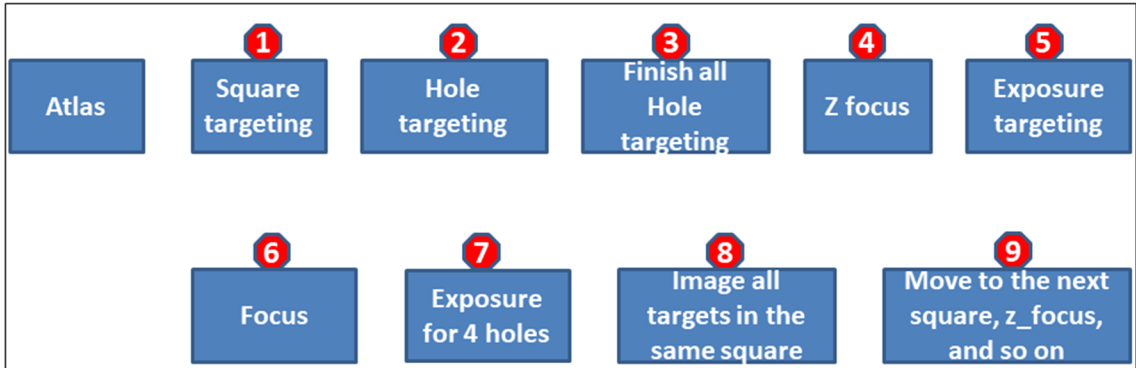 1
2
3
4
5
Atlas
Square
targeting
Hole
targeting
Finish all
Hole
targeting
Z focus
Exposure
targeting
6
7
8
9
Focus
Exposure
for 4 holes
Image all
targets in the
same square
Move to the next
square, z_focus,
and so on